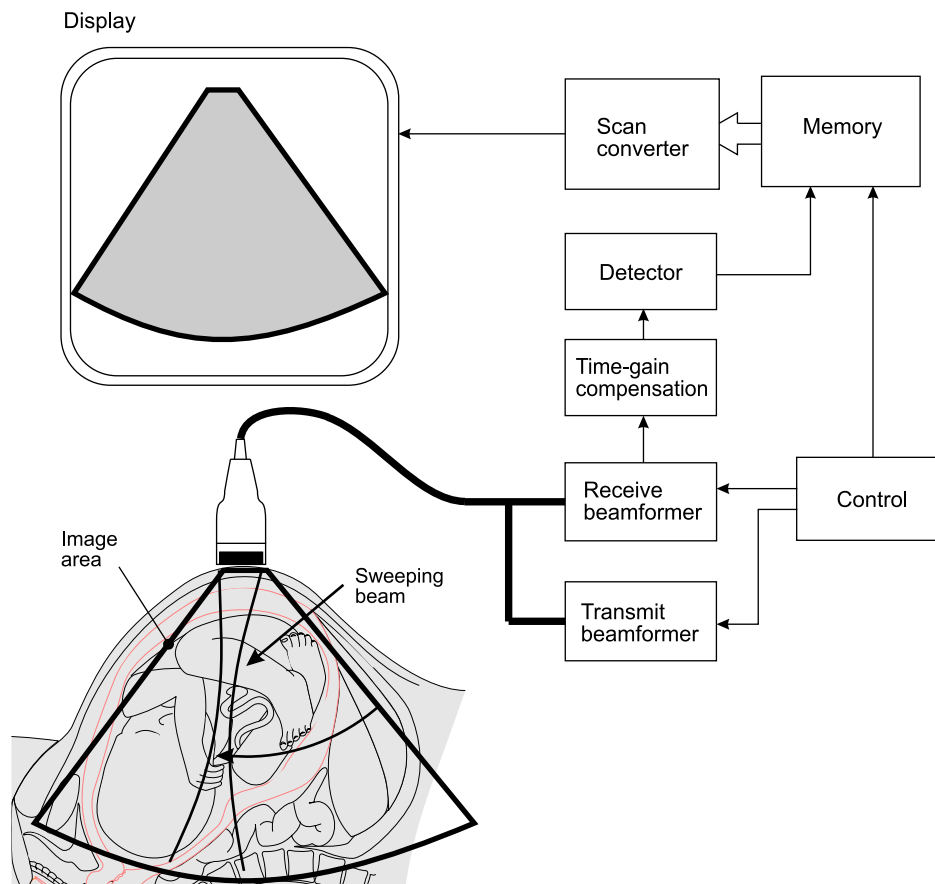 Display
Scan
converter
Memory
Detector
Time-gain
compensation
Receive
beamformer
Control
Transmit
beamformer
Image
area
Sweeping
beam